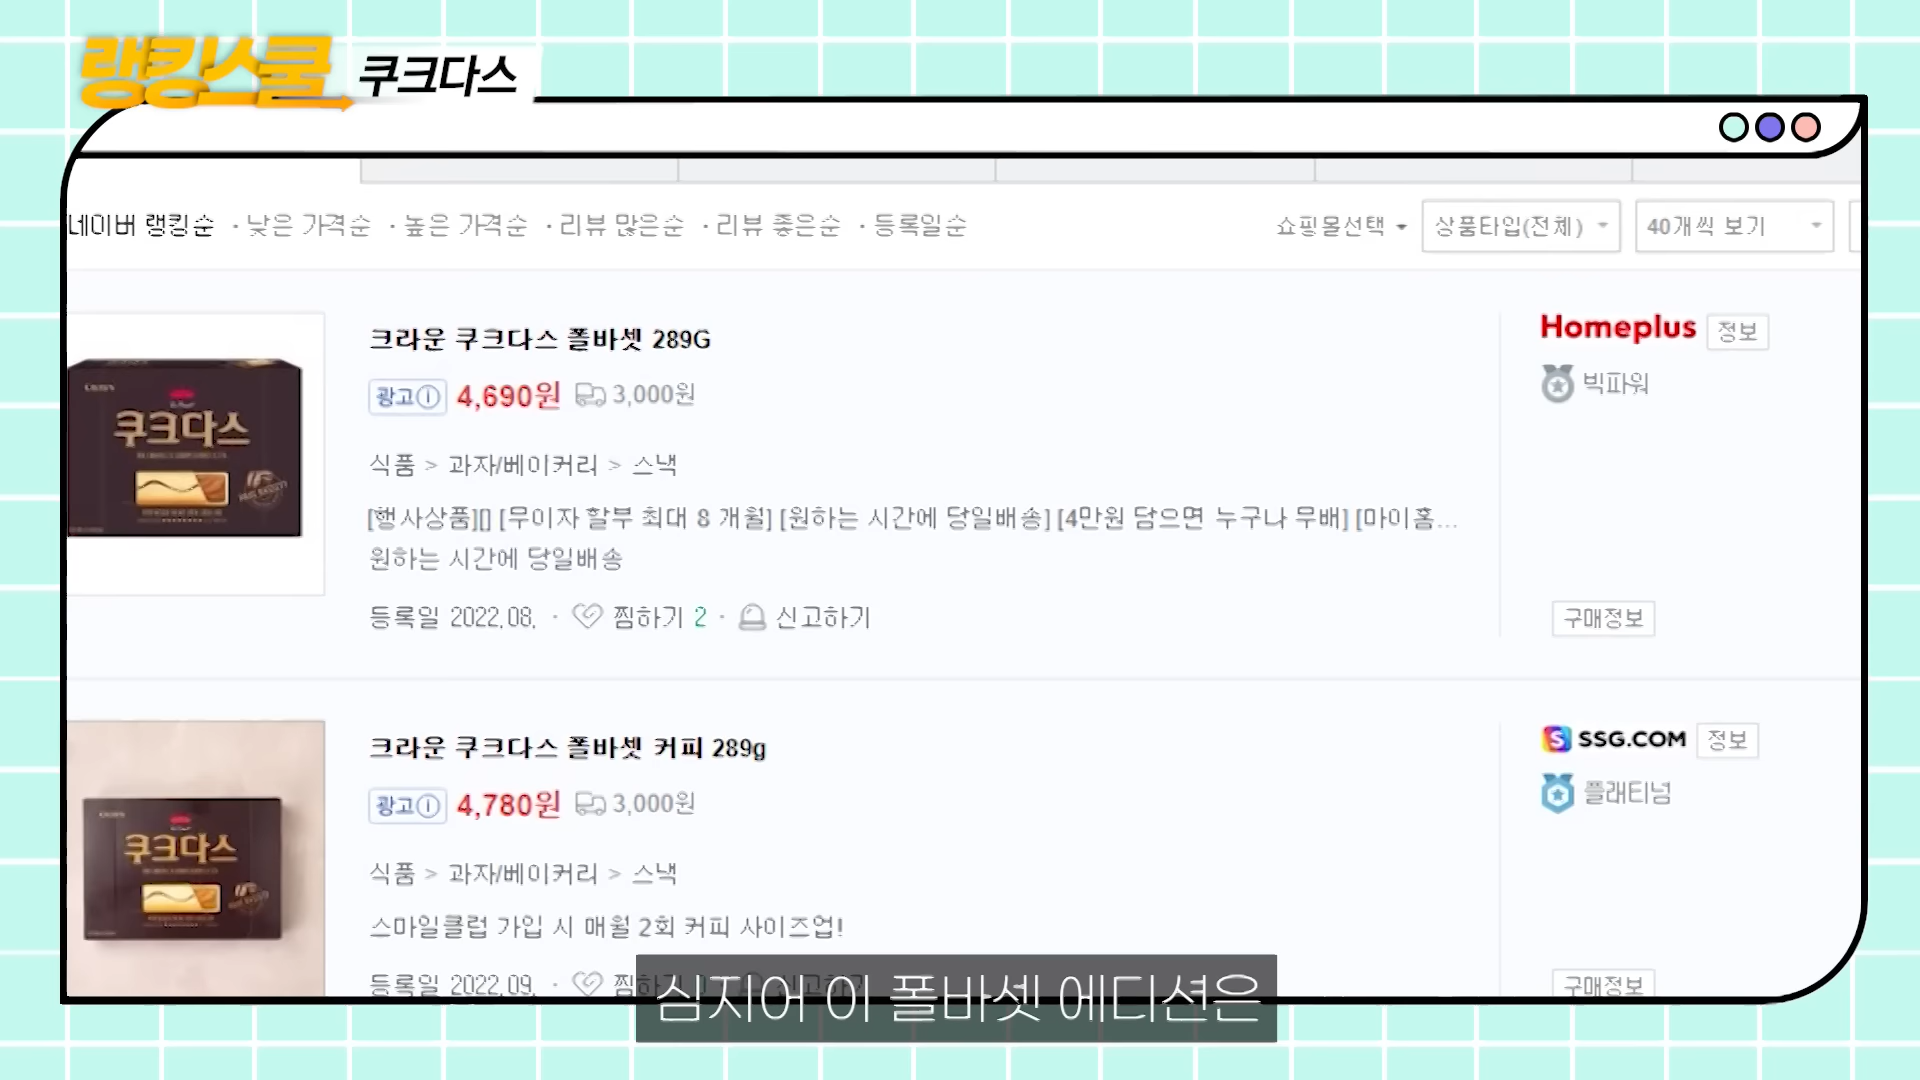 랭킹스쿨 쿠크다스
네이버 랭킹순 · 낮은 가격순 · 높은 가격순 · 리뷰 많은순 · 리뷰 좋은순 · 등록일순
쇼핑몰선택 상품타입(전체) 40개씩 보기
크라운 쿠크다스 폴바셋 289G
Homeplus 정보
광고 4,690원 3,000원
빅파워
CROWN
쿠크다스
식품 > 과자/베이커리 > 스낵
[행사상품][] [무이자 할부 최대 8 개월] [원하는 시간에 당일배송] [4만원 담으면 누구나 무배] [마이홈...
원하는 시간에 당일배송
등록일 2022.08. · 찜하기 2 · 신고하기
구매정보
크라운 쿠크다스 폴바셋 커피 289g
SSG.COM 정보
광고 4,780원 3,000원
플래티넘
CROWN
쿠크다스
식품 > 과자/베이커리 > 스낵
스마일클럽 가입 시 매월 2회 커피 사이즈업!
등록일 2022.09. · 찜하기 0 · 신고하기
구매정보
심지어 이 폴바셋 에디션은